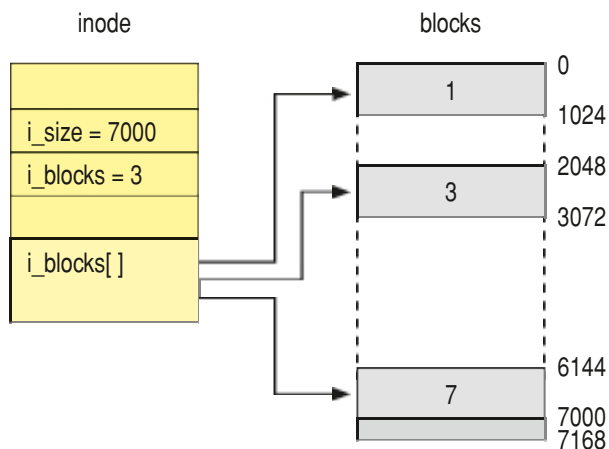 inode
blocks
i_size = 7000
i_blocks = 3
i_blocks[ ]
1
3
7
0
1024
2048
3072
6144
7000
7168